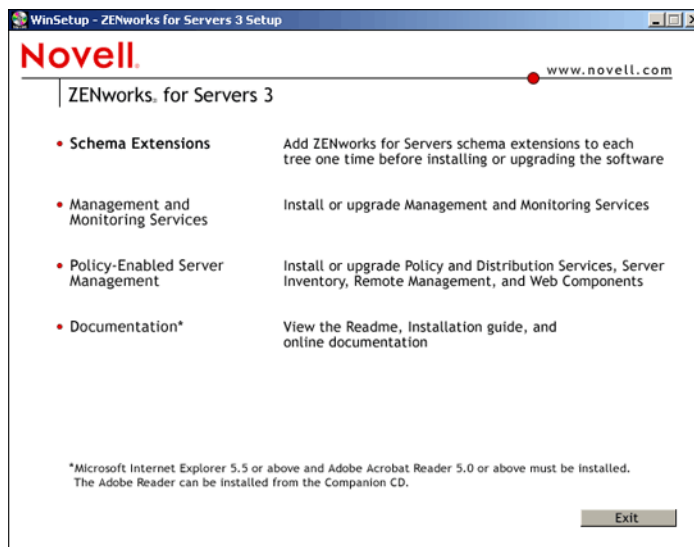 WinSetup - ZENworks for Servers 3 Setup
Novell.
www.novell.com
ZENworks® for Servers 3
• Schema Extensions
Add ZENworks for Servers schema extensions to each
tree one time before installing or upgrading the software
• Management and
Monitoring Services
Install or upgrade Management and Monitoring Services
• Policy-Enabled Server
Management
Install or upgrade Policy and Distribution Services, Server
Inventory, Remote Management, and Web Components
• Documentation*
View the Readme, Installation guide, and
online documentation
*Microsoft Internet Explorer 5.5 or above and Adobe Acrobat Reader 5.0 or above must be installed.
The Adobe Reader can be installed from the Companion CD.
Exit